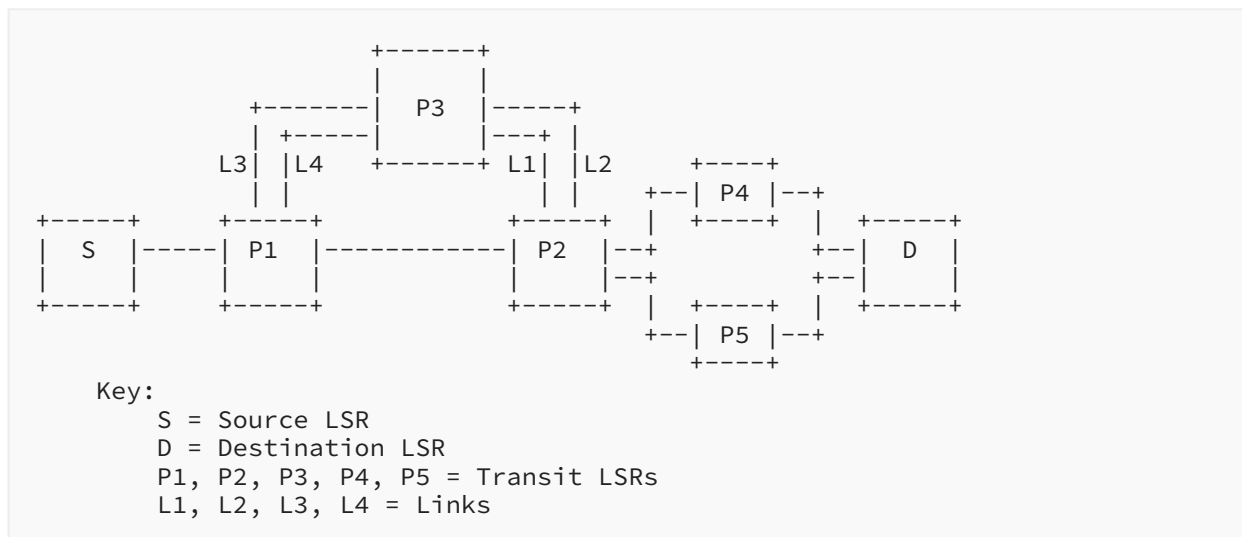 P3
L3 L4 L1 L2
P4
S P1 P2 D
P5
Key:
S = Source LSR
D = Destination LSR
P1, P2, P3, P4, P5 = Transit LSRs
L1, L2, L3, L4 = Links